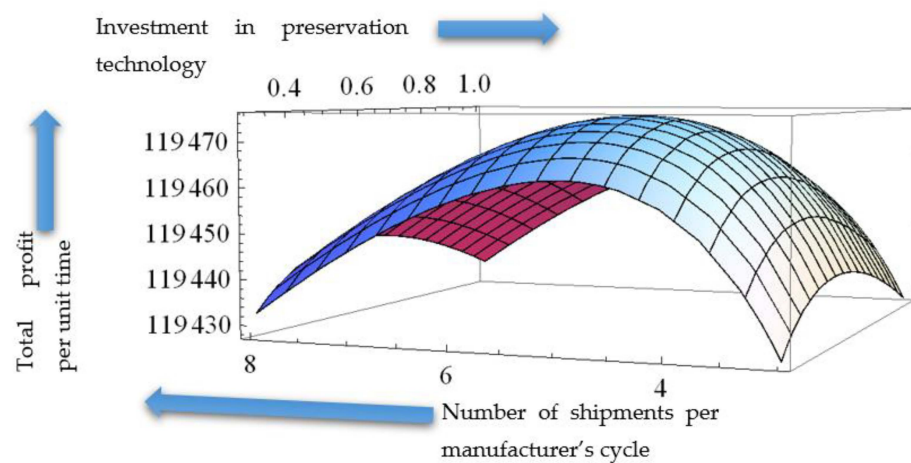 Investment in preservation
technology
0.4 0.6 0.8 1.0
119470
119460
119450
119440
119430
Total profit
per unit time
8 6 4
Number of shipments per
manufacturer's cycle